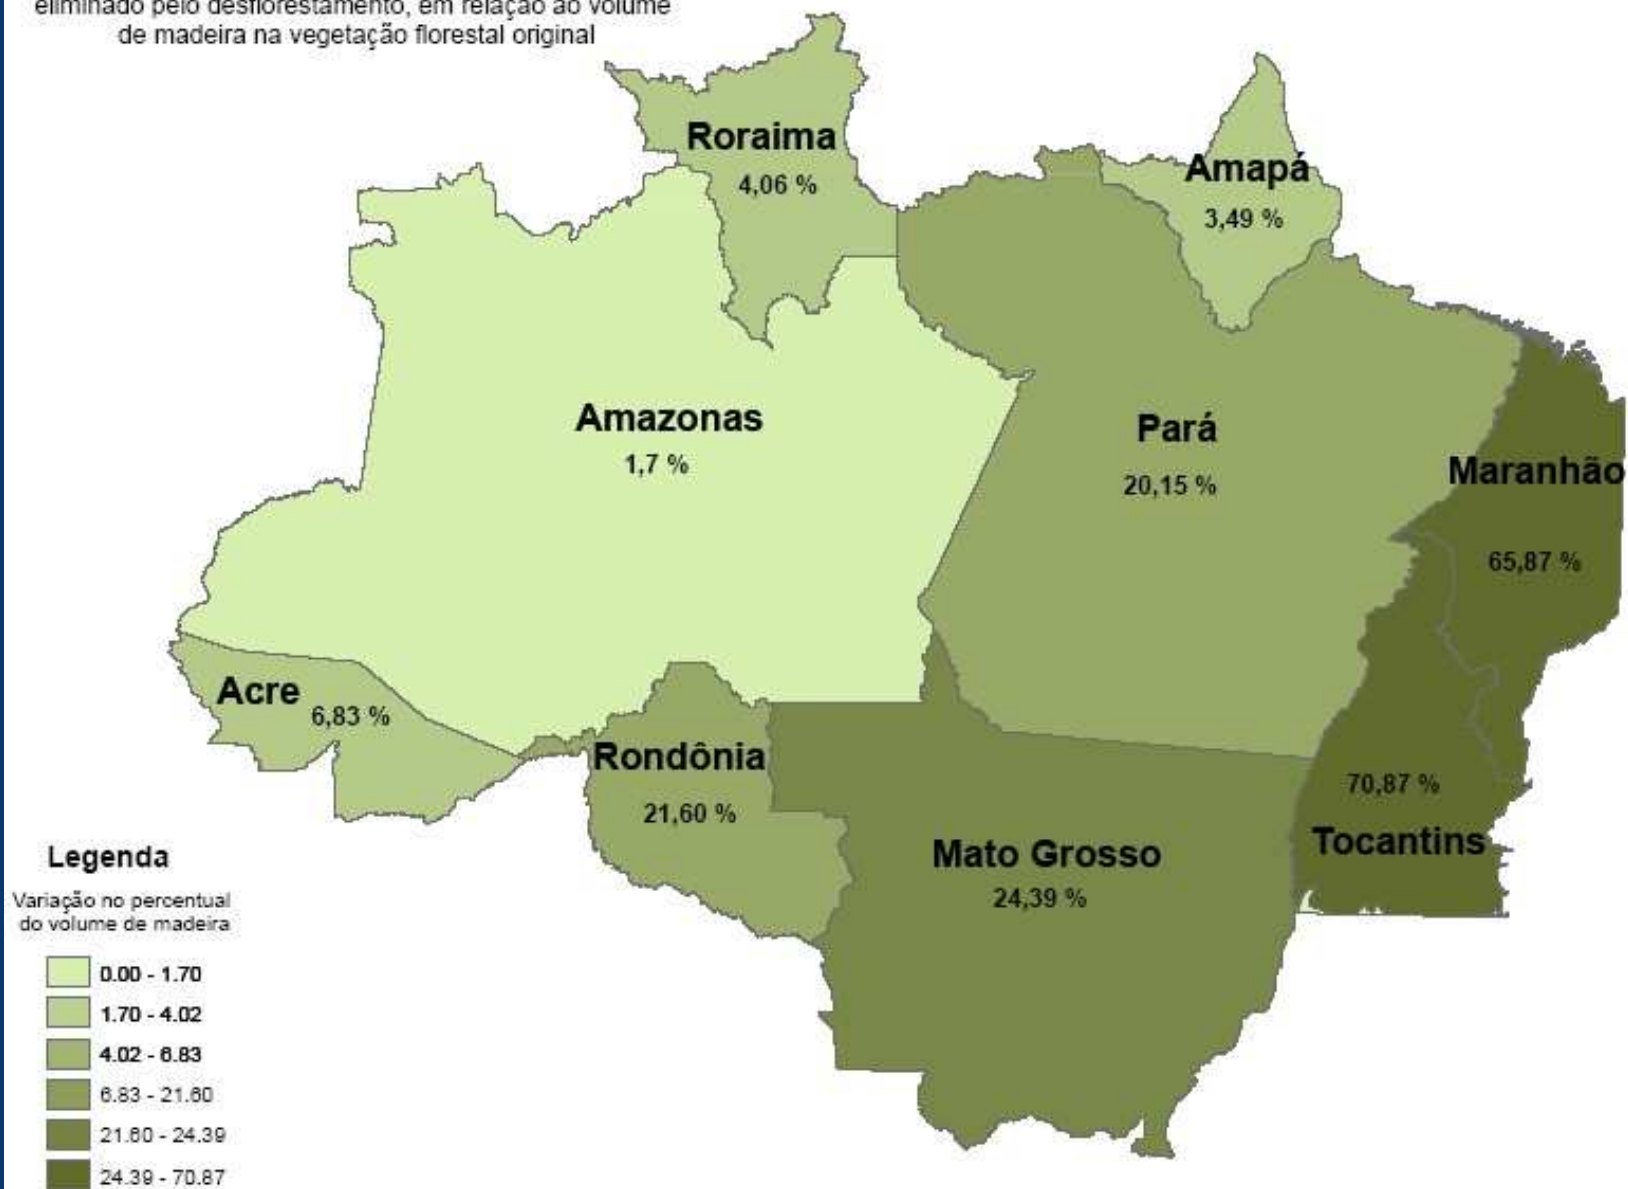 eliminado pelo desflorestamento, em relação ao volume
de madeira na vegetação florestal original
Roraima
4,06 %
Amapá
3,49 %
Amazonas
1,7 %
Pará
20,15 %
Maranhão
65,87 %
Acre
6,83 %
Rondônia
21,60 %
Mato Grosso
24,39 %
70,87 %
Tocantins
Legenda
Variação no percentual
do volume de madeira
0.00 - 1.70
1.70 - 4.02
4.02 - 6.83
6.83 - 21.60
21.60 - 24.39
24.39 - 70.87